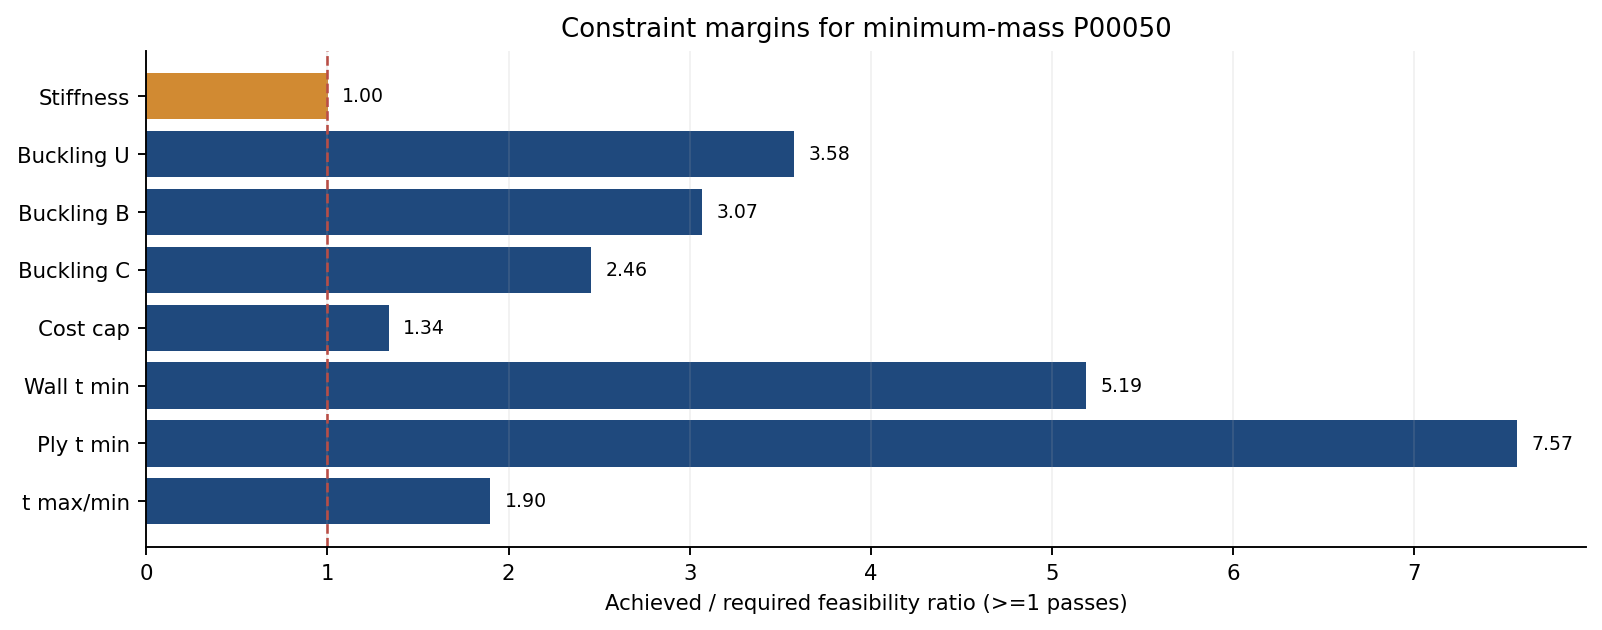 Constraint margins for minimum-mass P00050
Stiffness 1.00
Buckling U 3.58
Buckling B 3.07
Buckling C 2.46
Cost cap 1.34
Wall t min 5.19
Ply t min 7.57
t max/min 1.90
0 1 2 3 4 5 6 7
Achieved / required feasibility ratio (>=1 passes)